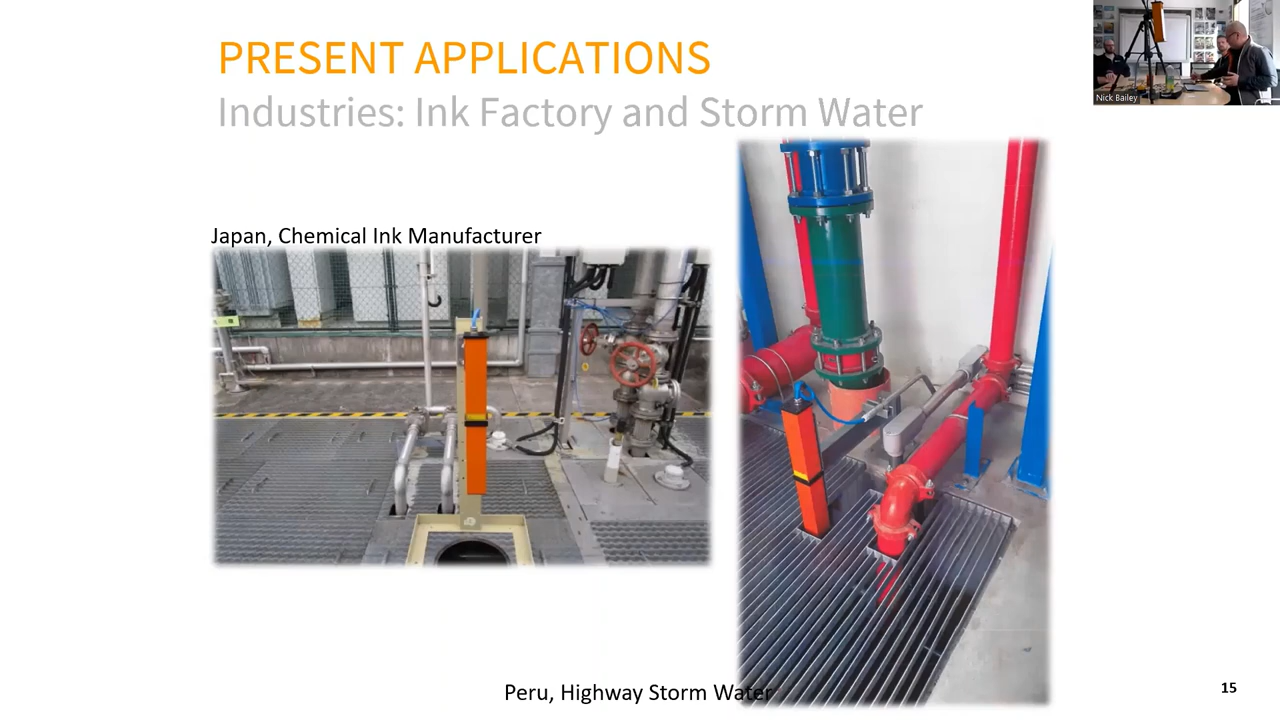 PRESENT APPLICATIONS
Industries: Ink Factory and Storm Water
Nick Bailey
Japan, Chemical Ink Manufacturer
Peru, Highway Storm Water
15